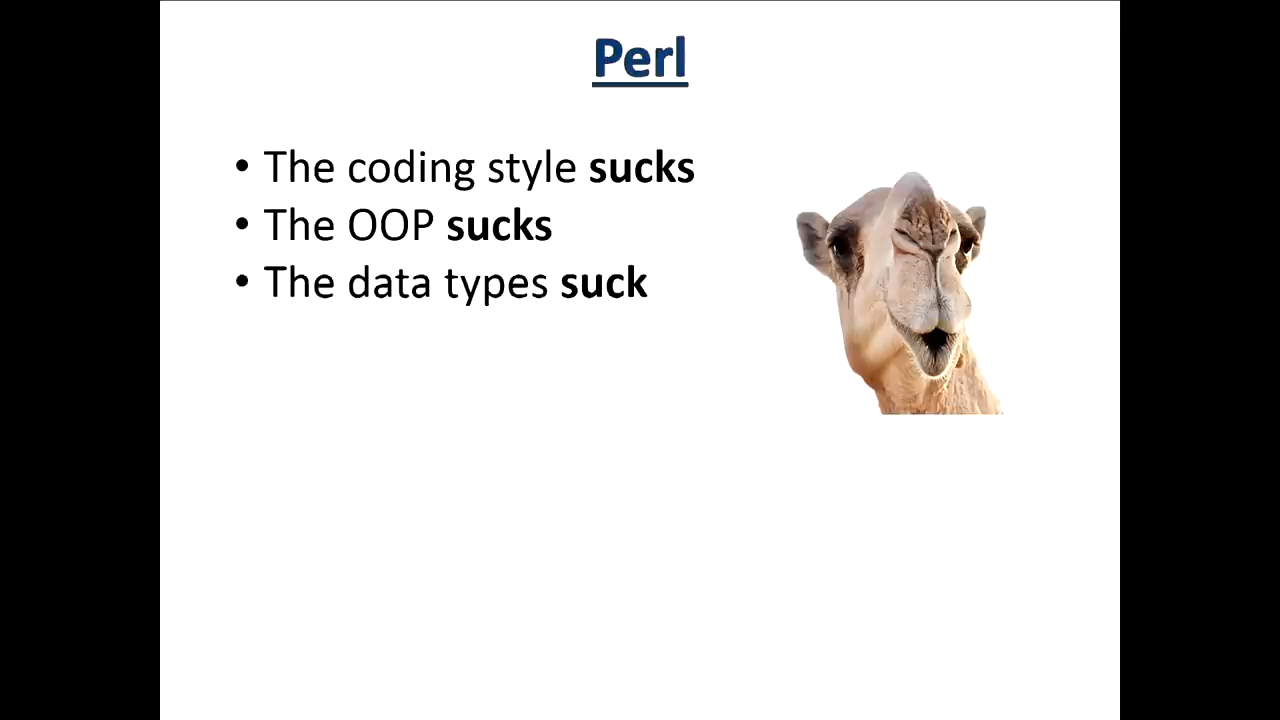 Perl
• The coding style sucks
• The OOP sucks
• The data types suck